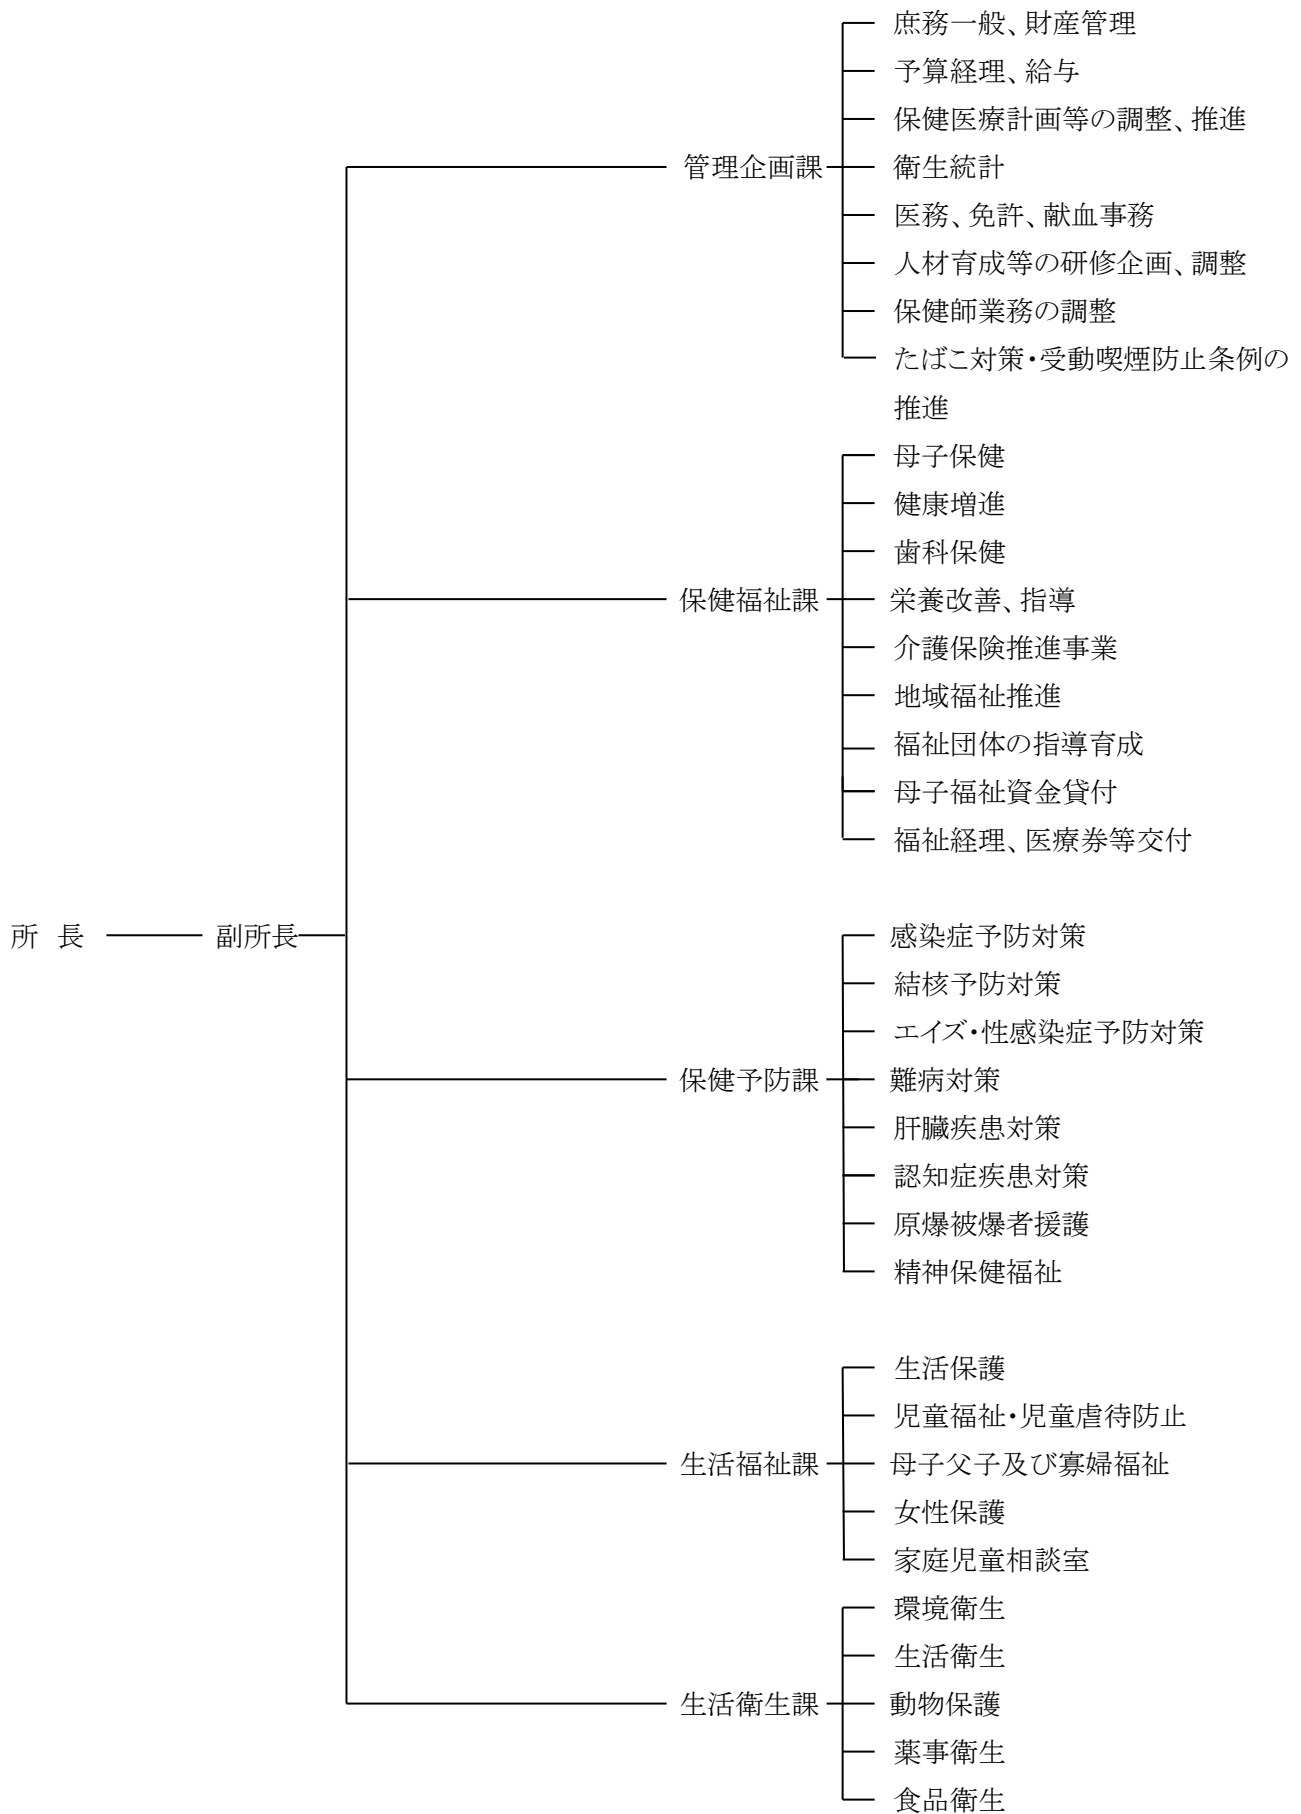 所　長
副所長
管理企画課
庶務一般、財産管理
予算経理、給与
保健医療計画等の調整、推進
衛生統計
医務、免許、献血事務
人材育成等の研修企画、調整
保健師業務の調整
たばこ対策・受動喫煙防止条例の
推進
保健福祉課
母子保健
健康増進
歯科保健
栄養改善、指導
介護保険推進事業
地域福祉推進
福祉団体の指導育成
母子福祉資金貸付
福祉経理、医療券等交付
保健予防課
感染症予防対策
結核予防対策
エイズ・性感染症予防対策
難病対策
肝臓疾患対策
認知症疾患対策
原爆被爆者援護
精神保健福祉
生活福祉課
生活保護
児童福祉・児童虐待防止
母子父子及び寡婦福祉
女性保護
家庭児童相談室
生活衛生課
環境衛生
生活衛生
動物保護
薬事衛生
食品衛生